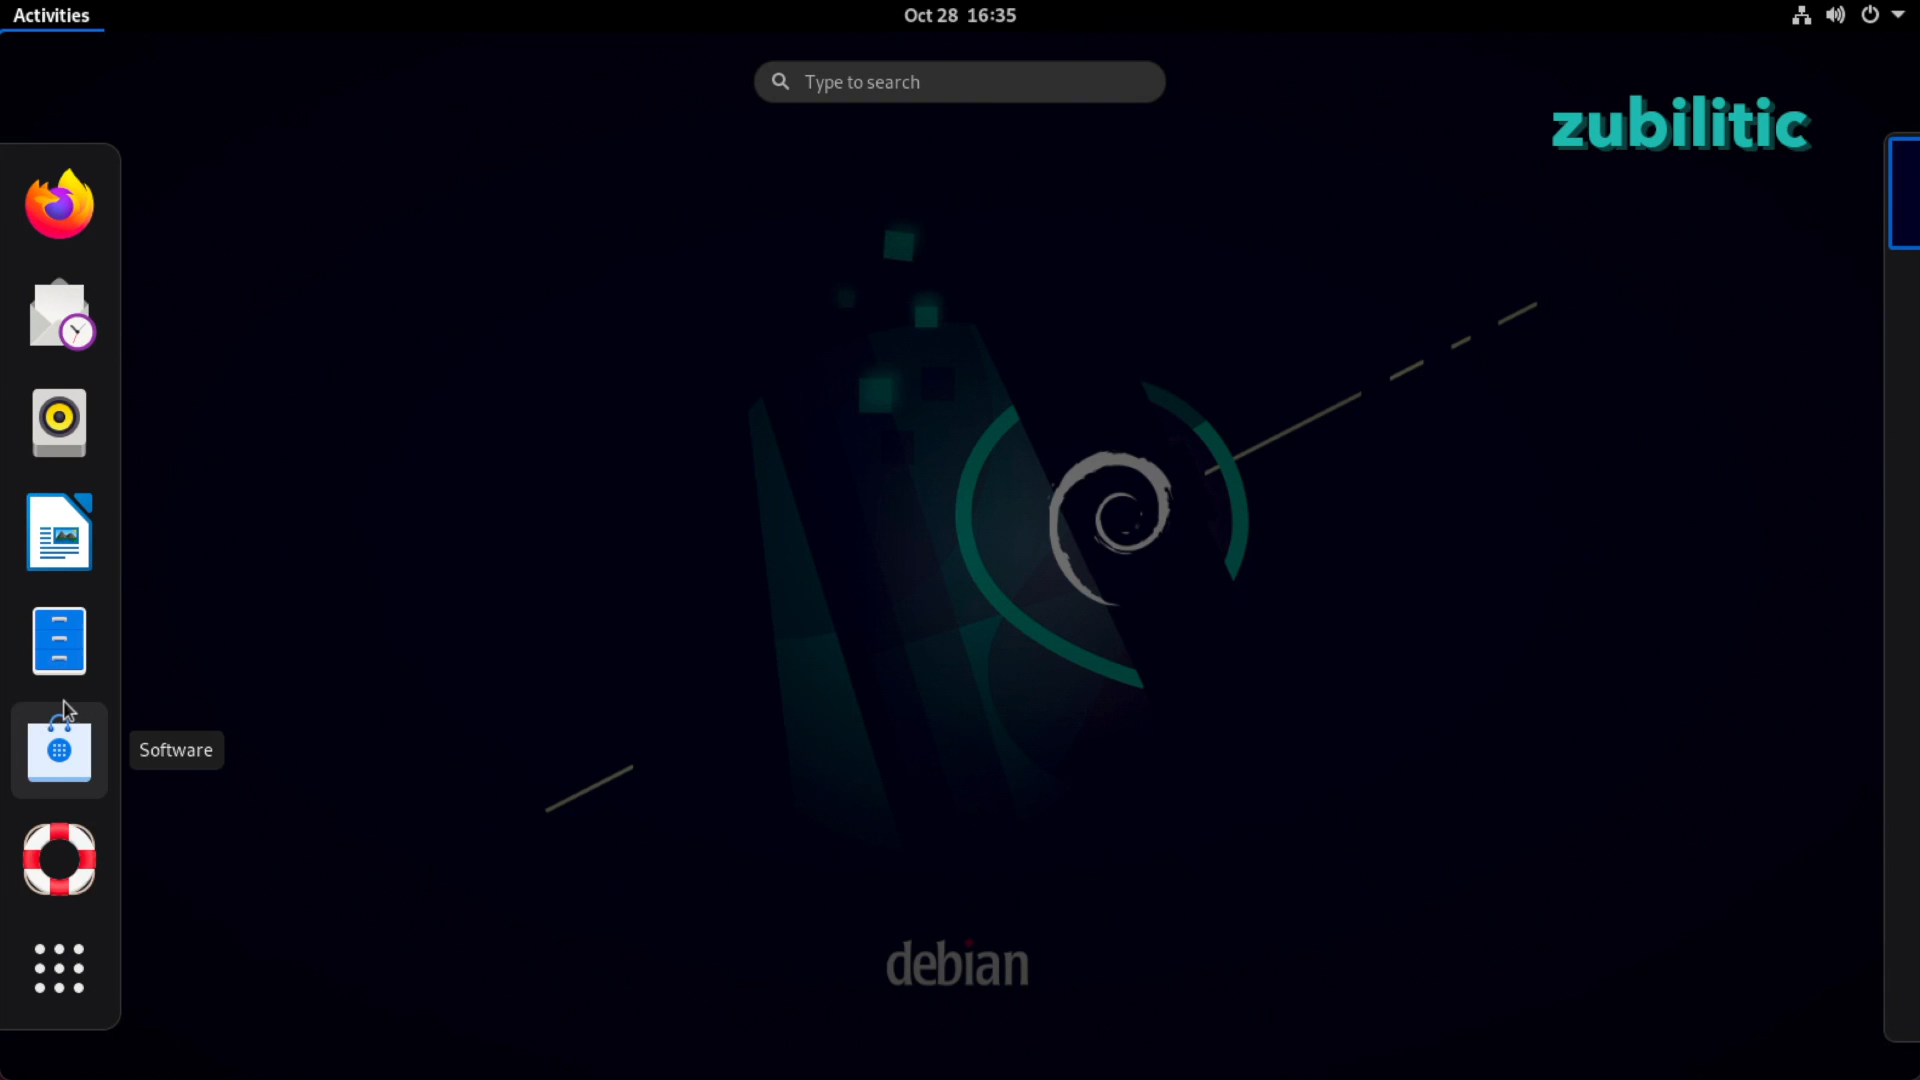 Activities
Oct 28 16:35
Type to search
zubilitic
Software
debian